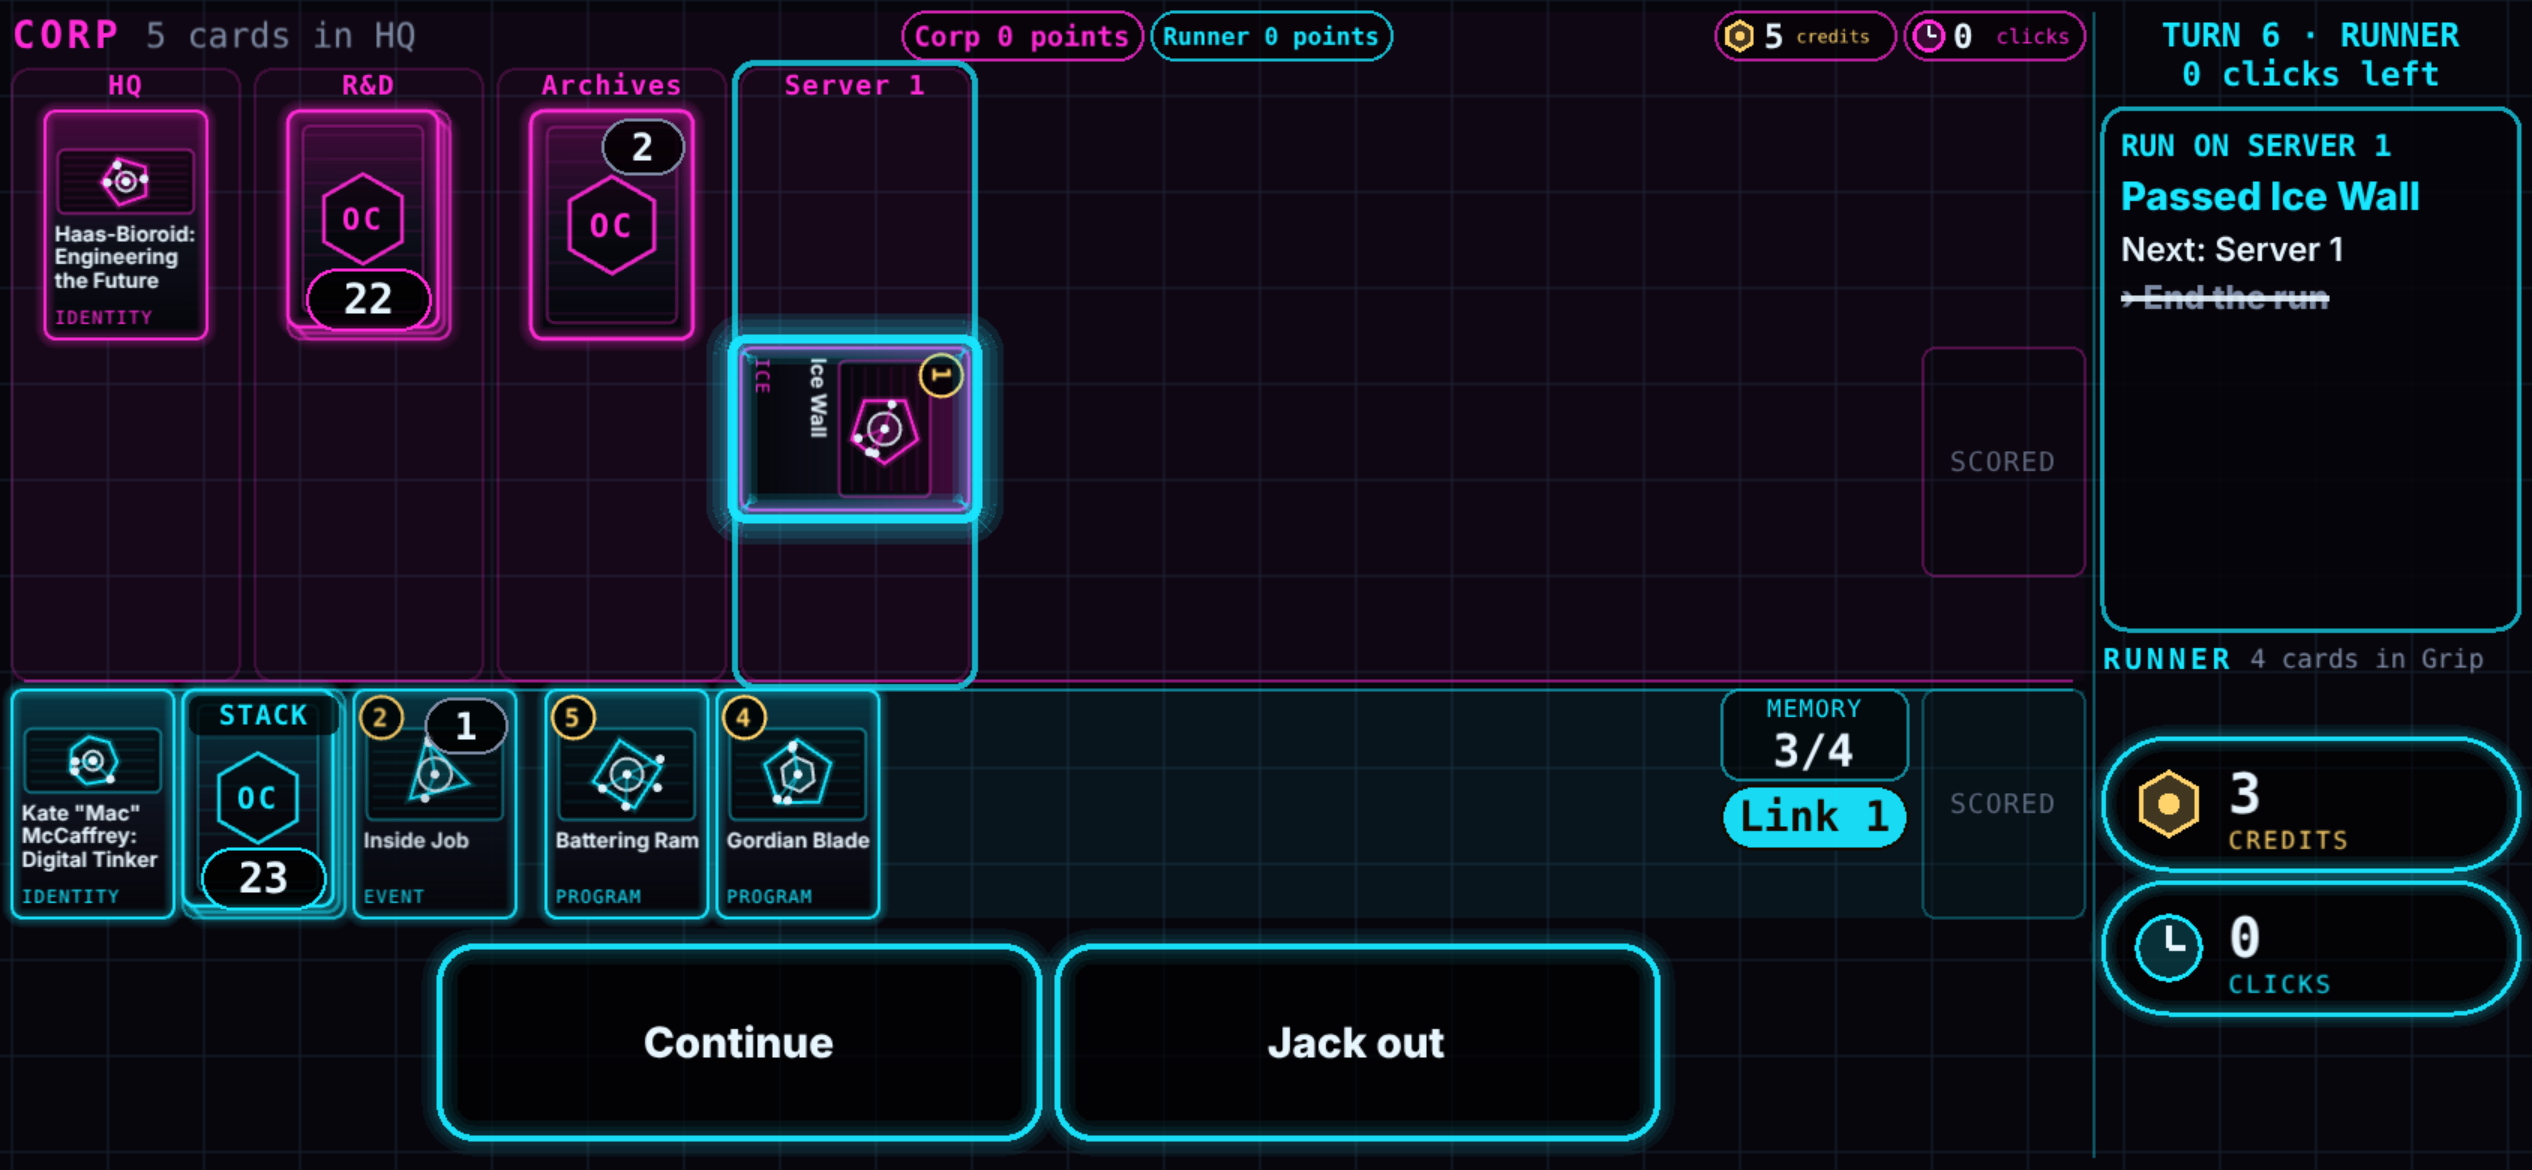 CORP 5 cards in HQ
Corp 0 points
Runner 0 points
5 credits
0 clicks
TURN 6 · RUNNER
0 clicks left
HQ
R&D
Archives
Server 1
Haas-Bioroid:
Engineering
the Future
IDENTITY
OC
22
2
OC
1
Ice Wall
ICE
SCORED
RUN ON SERVER 1
Passed Ice Wall
Next: Server 1
› End the run
RUNNER 4 cards in Grip
Kate "Mac"
McCaffrey:
Digital Tinker
IDENTITY
STACK
OC
23
2
1
Inside Job
EVENT
5
Battering Ram
PROGRAM
4
Gordian Blade
PROGRAM
MEMORY
3/4
Link 1
SCORED
3
CREDITS
0
CLICKS
Continue
Jack out